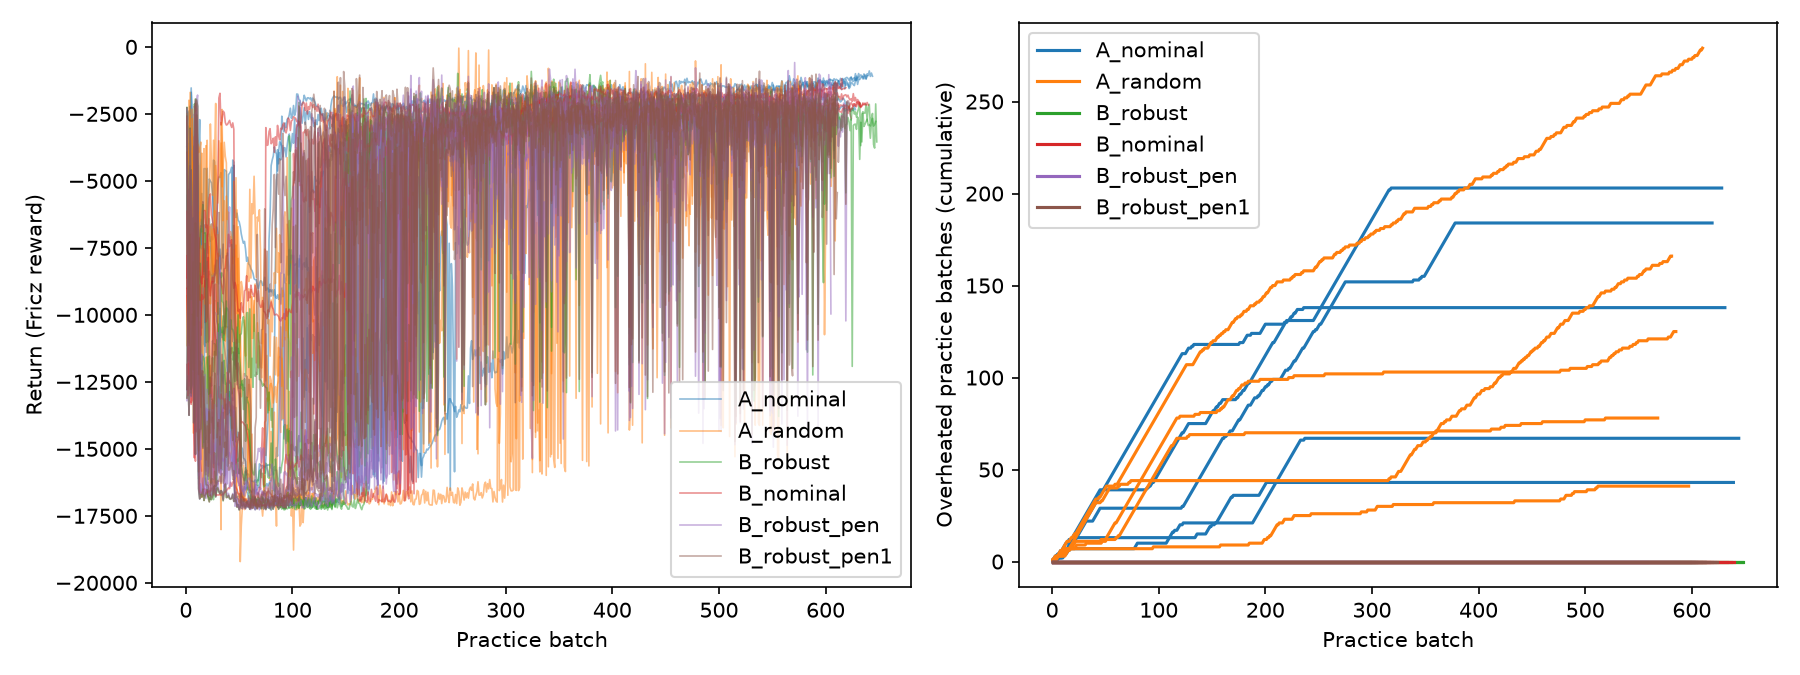 0
−2500
−5000
−7500
−10000
−12500
−15000
−17500
−20000
Return (Fricz reward)
0 100 200 300 400 500 600
Practice batch
A_nominal
A_random
B_robust
B_nominal
B_robust_pen
B_robust_pen1
250
200
150
100
50
0
Overheated practice batches (cumulative)
0 100 200 300 400 500 600
Practice batch
A_nominal
A_random
B_robust
B_nominal
B_robust_pen
B_robust_pen1